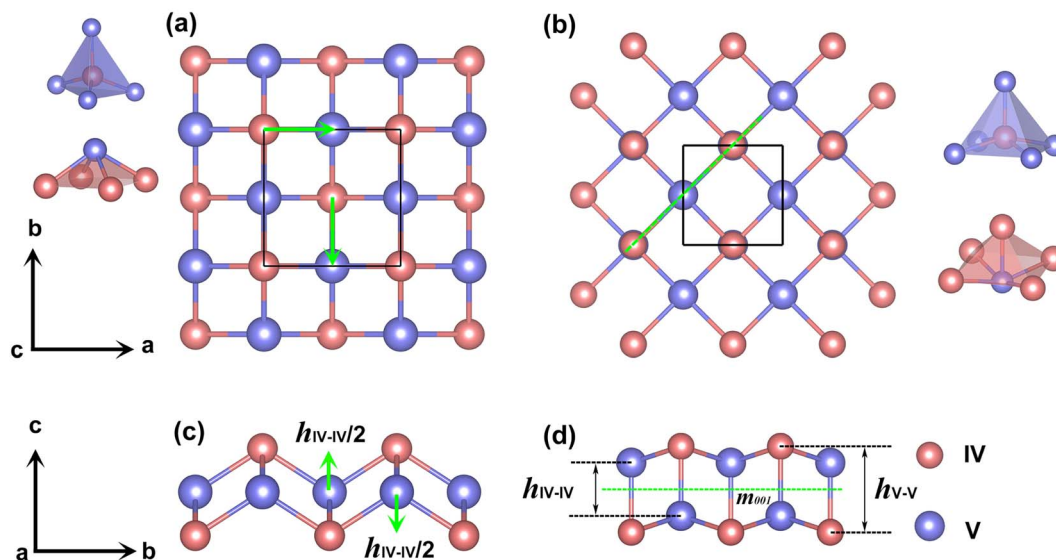 (a)
(b)
b
c
a
c
a
b
(c)
hIV-IV/2
hIV-IV/2
(d)
hIV-IV
m001
hV-V
IV
V